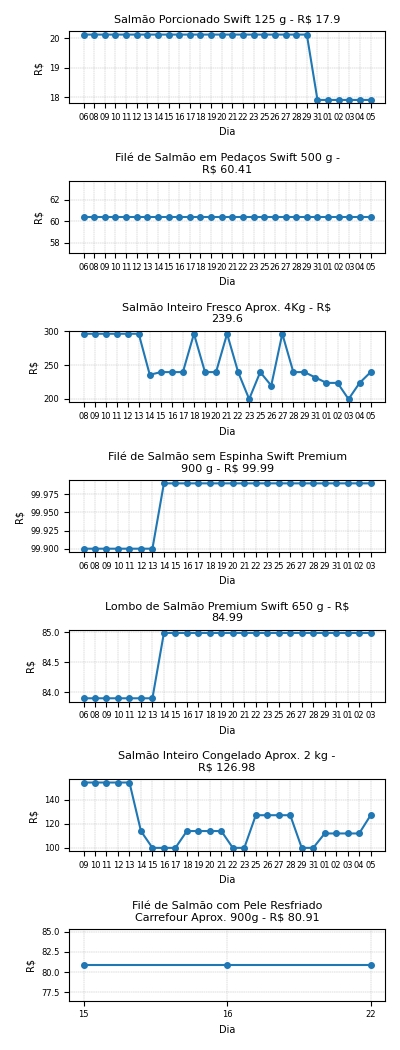 Salmão Porcionado Swift 125 g - R$ 17.9
20
19
18
R$
06 08 09 10 11 12 13 14 15 16 17 18 19 20 21 22 23 25 26 27 28 29 31 01 02 03 04 05
Dia
Filé de Salmão em Pedaços Swift 500 g -
R$ 60.41
62
60
58
R$
06 08 09 10 11 12 13 14 15 16 17 18 19 20 21 22 23 25 26 27 28 29 31 01 02 03 04 05
Dia
Salmão Inteiro Fresco Aprox. 4Kg - R$
239.6
300
250
200
R$
08 09 10 11 12 13 14 15 16 17 18 19 20 21 22 23 25 26 27 28 29 31 01 02 03 04 05
Dia
Filé de Salmão sem Espinha Swift Premium
900 g - R$ 99.99
99.975
99.950
99.925
99.900
R$
06 08 09 10 11 12 13 14 15 16 17 18 19 20 21 22 23 25 26 27 28 29 31 01 02 03
Dia
Lombo de Salmão Premium Swift 650 g - R$
84.99
85.0
84.5
84.0
R$
06 08 09 10 11 12 13 14 15 16 17 18 19 20 21 22 23 25 26 27 28 29 31 01 02 03
Dia
Salmão Inteiro Congelado Aprox. 2 kg -
R$ 126.98
140
120
100
R$
09 10 11 12 13 14 15 16 17 18 19 20 21 22 23 25 26 27 28 29 31 01 02 03 04 05
Dia
Filé de Salmão com Pele Resfriado
Carrefour Aprox. 900g - R$ 80.91
85.0
82.5
80.0
77.5
R$
15 16 22
Dia